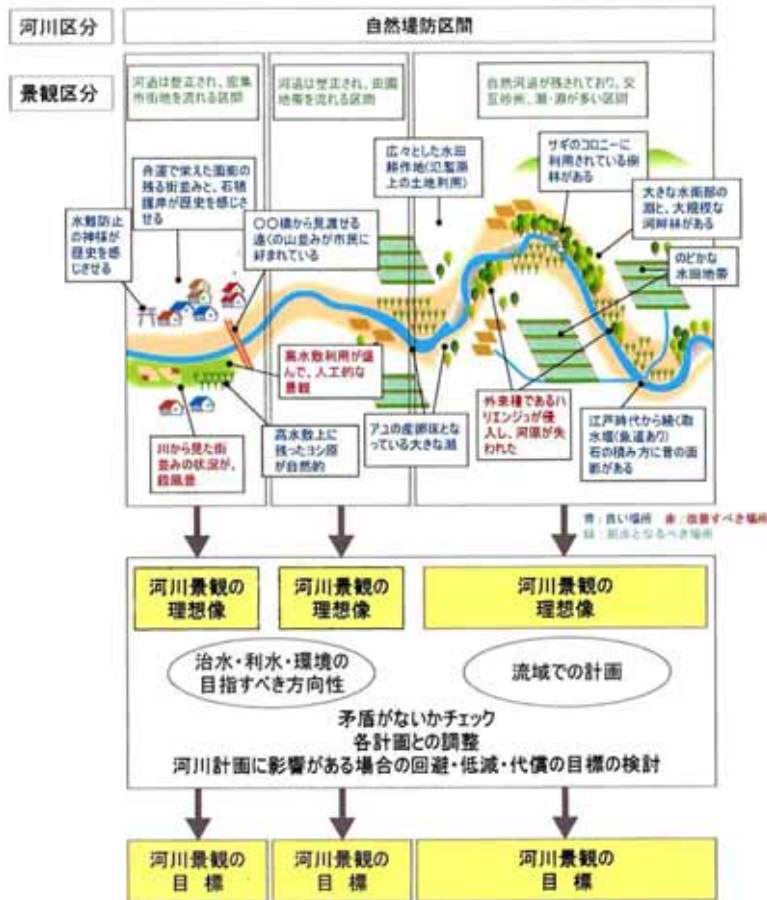 河川区分
自然堤防区間
景観区分
河道は整正され、密集
市街地を流れる区間
河道は整正され、田園
地帯を流れる区間
自然河道が残されており、交
互砂州、瀬・淵が多い区間
舟運で栄えた面影の
残る街並みと、石積
護岸が歴史を感じさ
せる
水難防止
の神様が
歴史を感
じさせる
〇〇橋から見渡せる
遠くの山並みが市民に
好まれている
広々とした水田
耕作地(氾濫原
上の土地利用)
サギのコロニーに
利用されている樹
林がある
大きな水衝部の
淵と、大規模な
河畔林がある
のどかな
水田地帯
高水敷利用が盛
んで、人工的な
景観
川から見た街
並みの状況が、
殺風景
高水敷上に
残ったヨシ原
が自然的
アユの産卵床とな
っている大きな瀬
外来種であるハ
リエンジュが侵
入し、河原が失
われた
江戸時代から続く取
水堰(魚道あり)
石の積み方に昔の面
影がある
青:良い場所 赤:改善すべき場所
緑:拠点となるべき場所
河川景観の
理想像
河川景観の
理想像
河川景観の
理想像
治水・利水・環境の
目指すべき方向性
流域での計画
矛盾がないかチェック
各計画との調整
河川計画に影響がある場合の回避・低減・代償の目標の検討
河川景観の
目 標
河川景観の
目 標
河川景観の
目 標